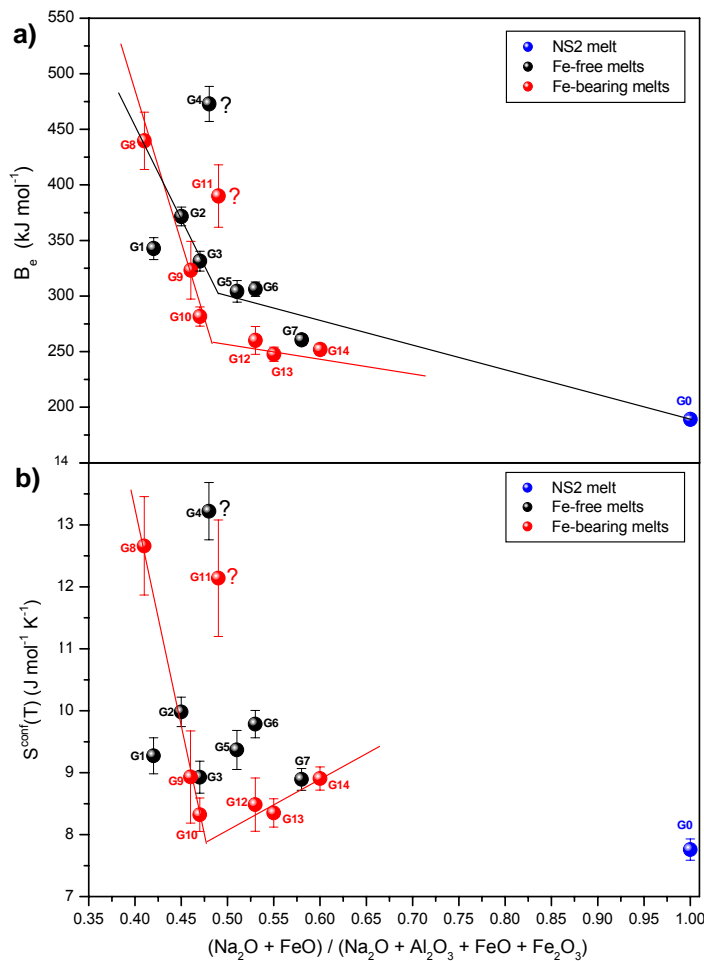 a)
550
500
450
400
350
300
250
200
B_e (kJ mol⁻¹)
NS2 melt
Fe-free melts
Fe-bearing melts
G4 ?
G8
G11 ?
G2
G1
G3
G9
G5
G6
G10
G7
G12
G14
G13
G0
b)
14
13
12
11
10
9
8
7
S^conf(T) (J mol⁻¹ K⁻¹)
NS2 melt
Fe-free melts
Fe-bearing melts
G4 ?
G8
G11 ?
G2
G6
G1
G5
G9
G3
G7
G14
G12
G10
G13
G0
0.35 0.40 0.45 0.50 0.55 0.60 0.65 0.70 0.75 0.80 0.85 0.90 0.95 1.00
(Na₂O + FeO) / (Na₂O + Al₂O₃ + FeO + Fe₂O₃)